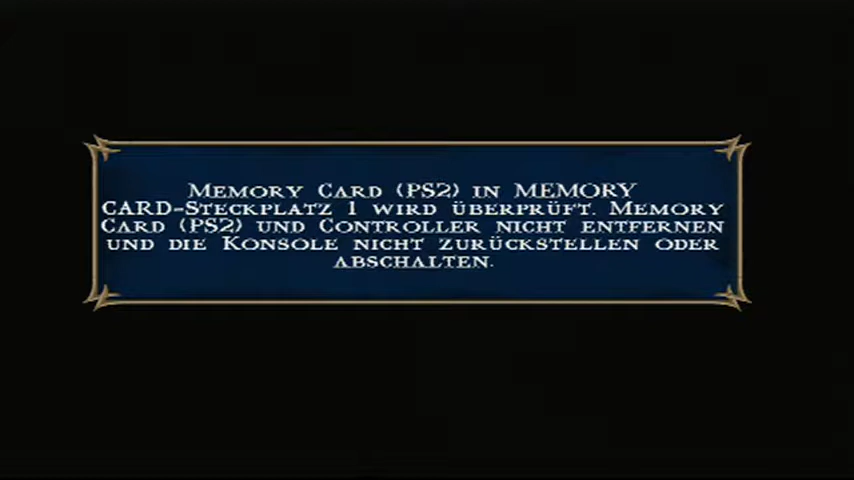 Memory Card (PS2) in MEMORY
CARD-Steckplatz 1 wird überprüft. Memory
Card (PS2) und Controller nicht entfernen
und die Konsole nicht zurückstellen oder
abschalten.